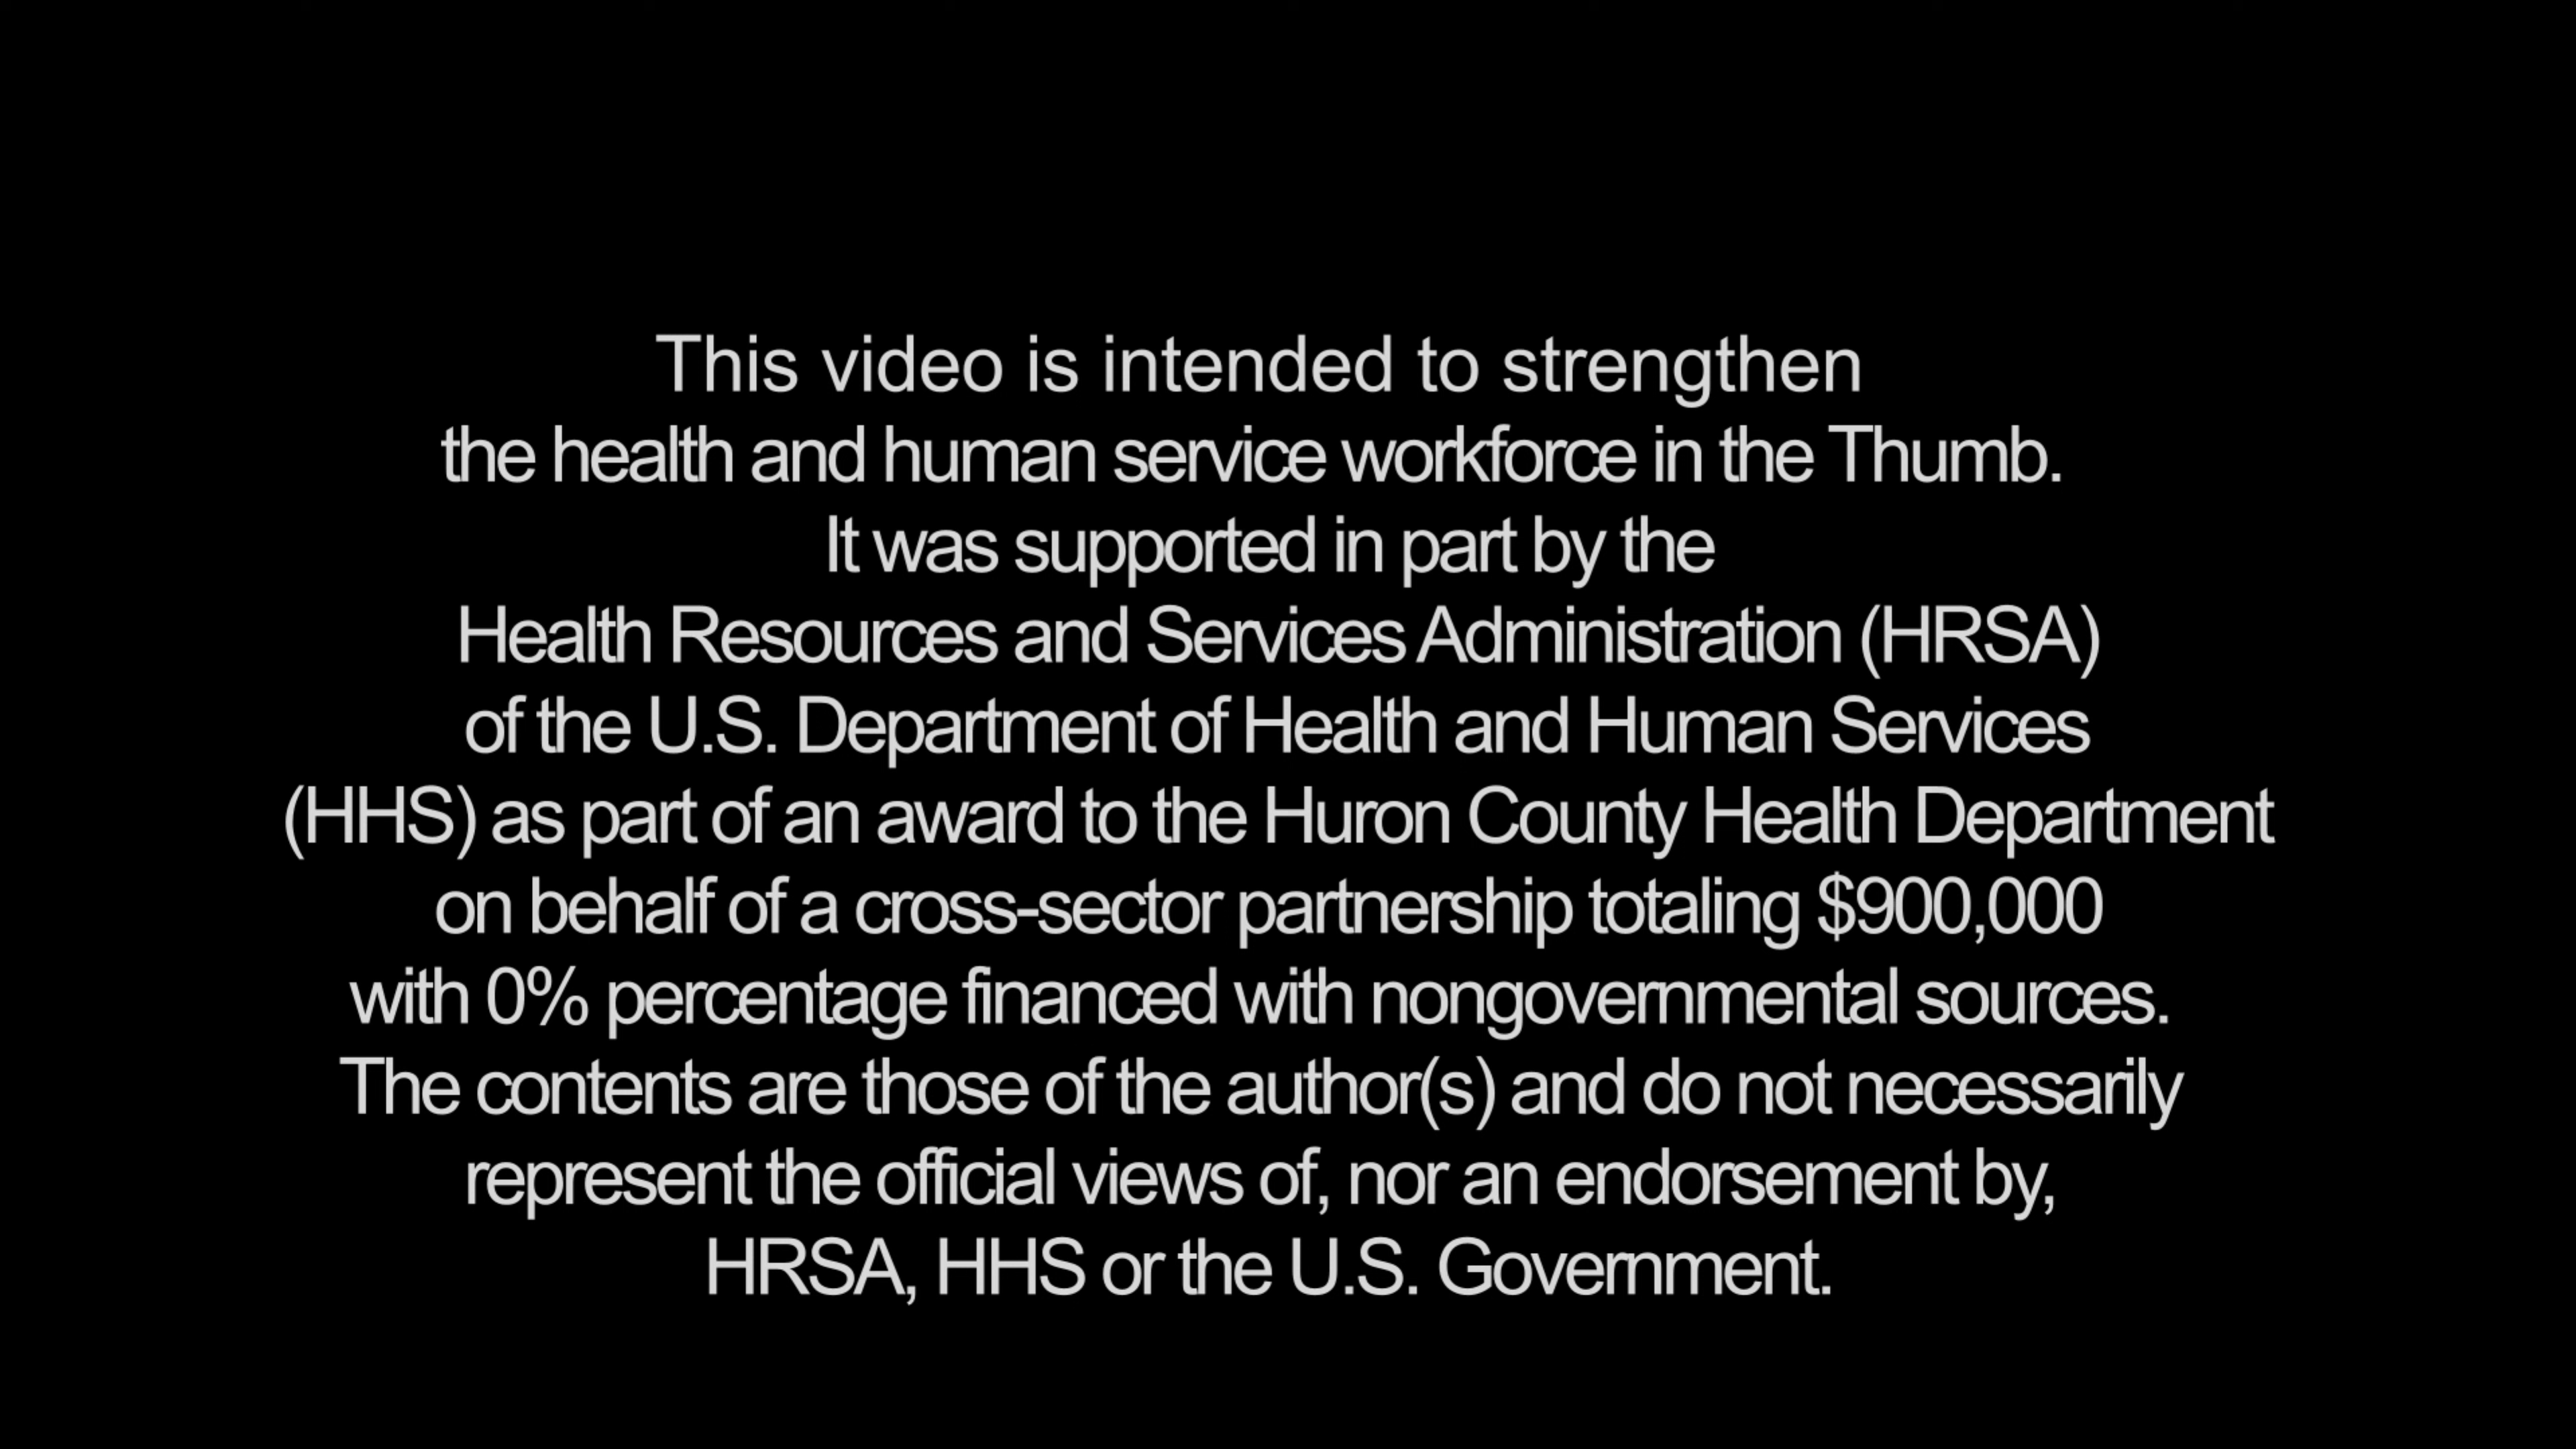 This video is intended to strengthen
the health and human service workforce in the Thumb.
It was supported in part by the
Health Resources and Services Administration (HRSA)
of the U.S. Department of Health and Human Services
(HHS) as part of an award to the Huron County Health Department
on behalf of a cross-sector partnership totaling $900,000
with 0% percentage financed with nongovernmental sources.
The contents are those of the author(s) and do not necessarily
represent the official views of, nor an endorsement by,
HRSA, HHS or the U.S. Government.